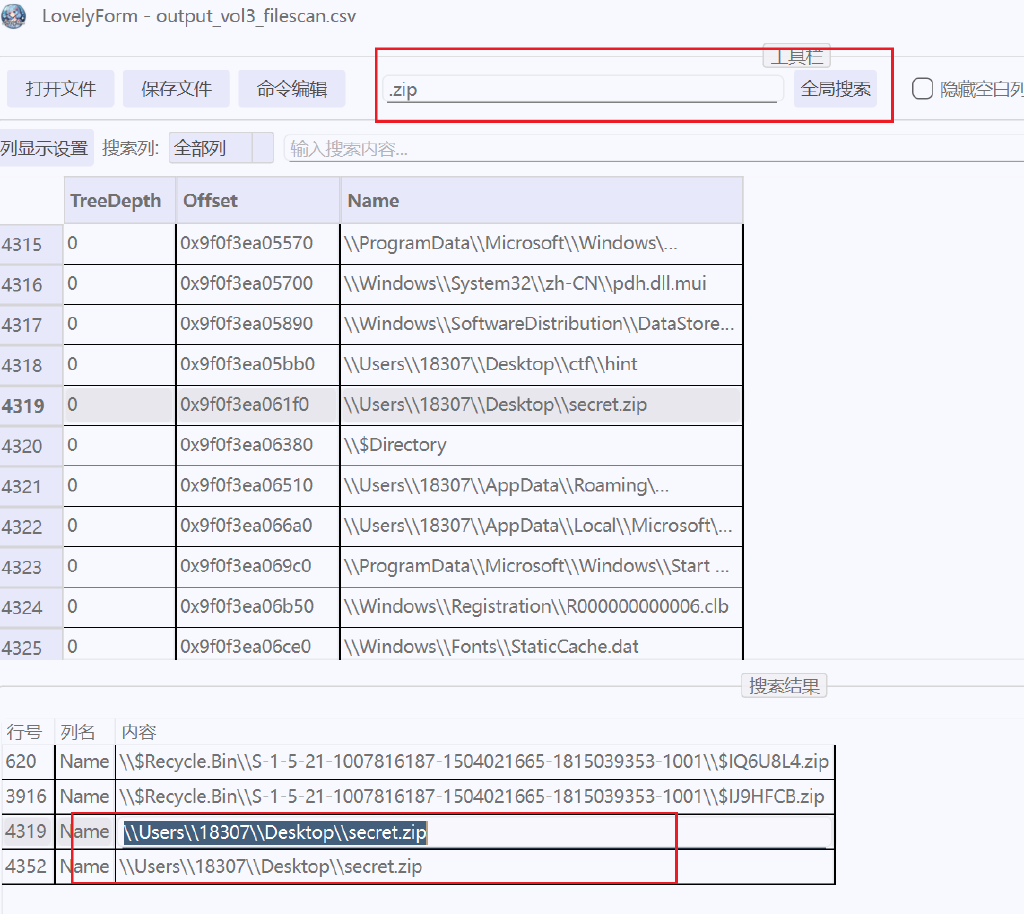 LovelyForm - output_vol3_filescan.csv
工具栏
打开文件 保存文件 命令编辑 .zip 全局搜索 隐藏空白列
列显示设置 搜索列: 全部列 输入搜索内容...
TreeDepth Offset Name
4315 0 0x9f0f3ea05570 \\ProgramData\\Microsoft\\Windows\...
4316 0 0x9f0f3ea05700 \\Windows\\System32\\zh-CN\\pdh.dll.mui
4317 0 0x9f0f3ea05890 \\Windows\\SoftwareDistribution\\DataStore...
4318 0 0x9f0f3ea05bb0 \\Users\\18307\\Desktop\\ctf\\hint
4319 0 0x9f0f3ea061f0 \\Users\\18307\\Desktop\\secret.zip
4320 0 0x9f0f3ea06380 \\$Directory
4321 0 0x9f0f3ea06510 \\Users\\18307\\AppData\\Roaming\...
4322 0 0x9f0f3ea066a0 \\Users\\18307\\AppData\\Local\\Microsoft\...
4323 0 0x9f0f3ea069c0 \\ProgramData\\Microsoft\\Windows\\Start ...
4324 0 0x9f0f3ea06b50 \\Windows\\Registration\\R000000000006.clb
4325 0 0x9f0f3ea06ce0 \\Windows\\Fonts\\StaticCache.dat
搜索结果
行号 列名 内容
620 Name \\$Recycle.Bin\\S-1-5-21-1007816187-1504021665-1815039353-1001\\$IQ6U8L4.zip
3916 Name \\$Recycle.Bin\\S-1-5-21-1007816187-1504021665-1815039353-1001\\$IJ9HFCB.zip
4319 Name \\Users\\18307\\Desktop\\secret.zip
4352 Name \\Users\\18307\\Desktop\\secret.zip